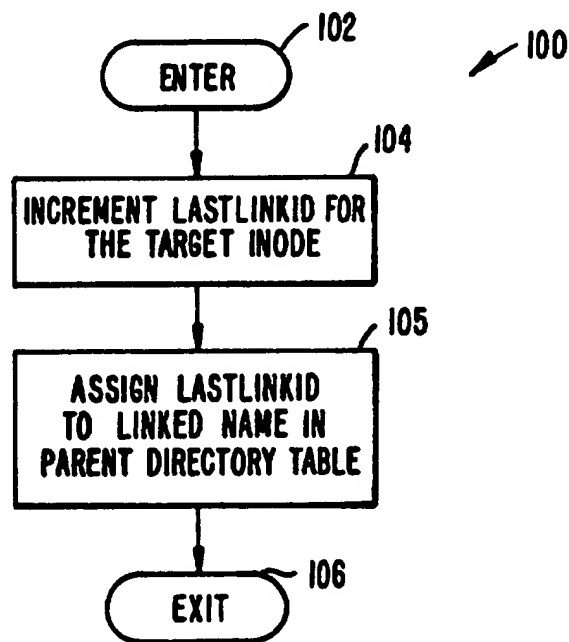 102
ENTER
100
104
INCREMENT LASTLINKID FOR
THE TARGET INODE
105
ASSIGN LASTLINKID
TO LINKED NAME IN
PARENT DIRECTORY TABLE
106
EXIT